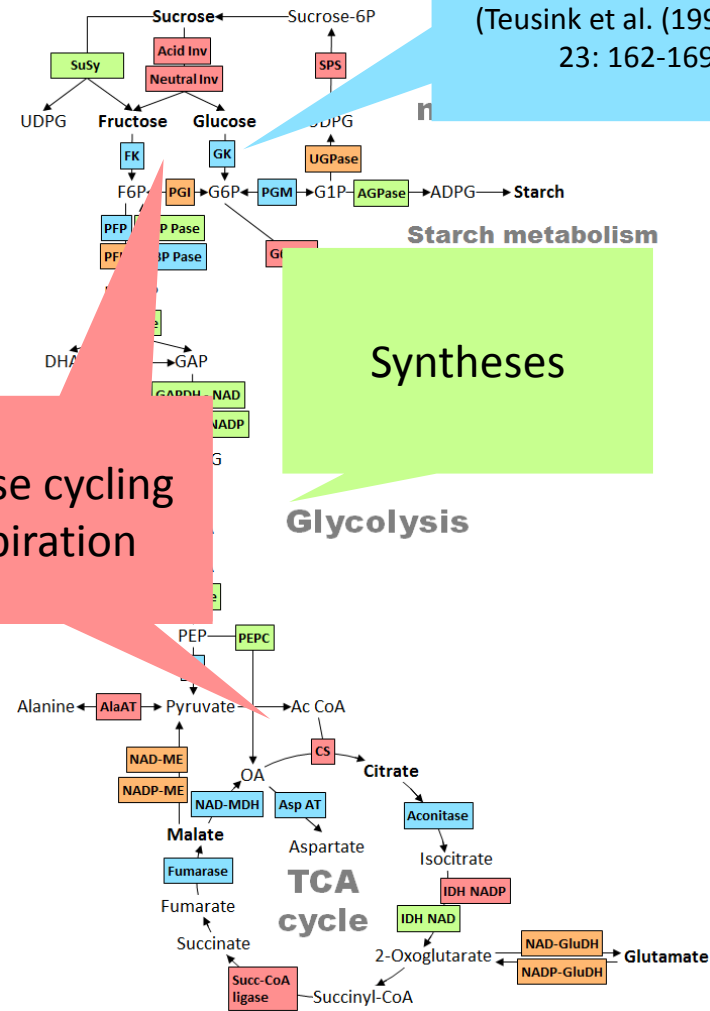 (Teusink et al. (199
23: 162-169
Sucrose
Sucrose-6P
Acid Inv
SuSy
Neutral Inv
SPS
UDPG
Fructose
Glucose
FK
GK
UGPase
F6P
PGI
G6P
PGM
G1P
AGPase
ADPG
Starch
PFP
P Pase
BP Pase
Starch metabolism
Syntheses
GAP
GAPDH - NAD
NADP
se cycling
piration
Glycolysis
PEP
PEPC
Alanine
AlaAT
Pyruvate
Ac CoA
CS
NAD-ME
OA
Citrate
NADP-ME
NAD-MDH
Asp AT
Aconitase
Malate
Aspartate
Isocitrate
Fumarase
TCA
cycle
IDH NADP
Fumarate
IDH NAD
Succinate
2-Oxoglutarate
NAD-GluDH
NADP-GluDH
Glutamate
Succ-CoA
ligase
Succinyl-CoA